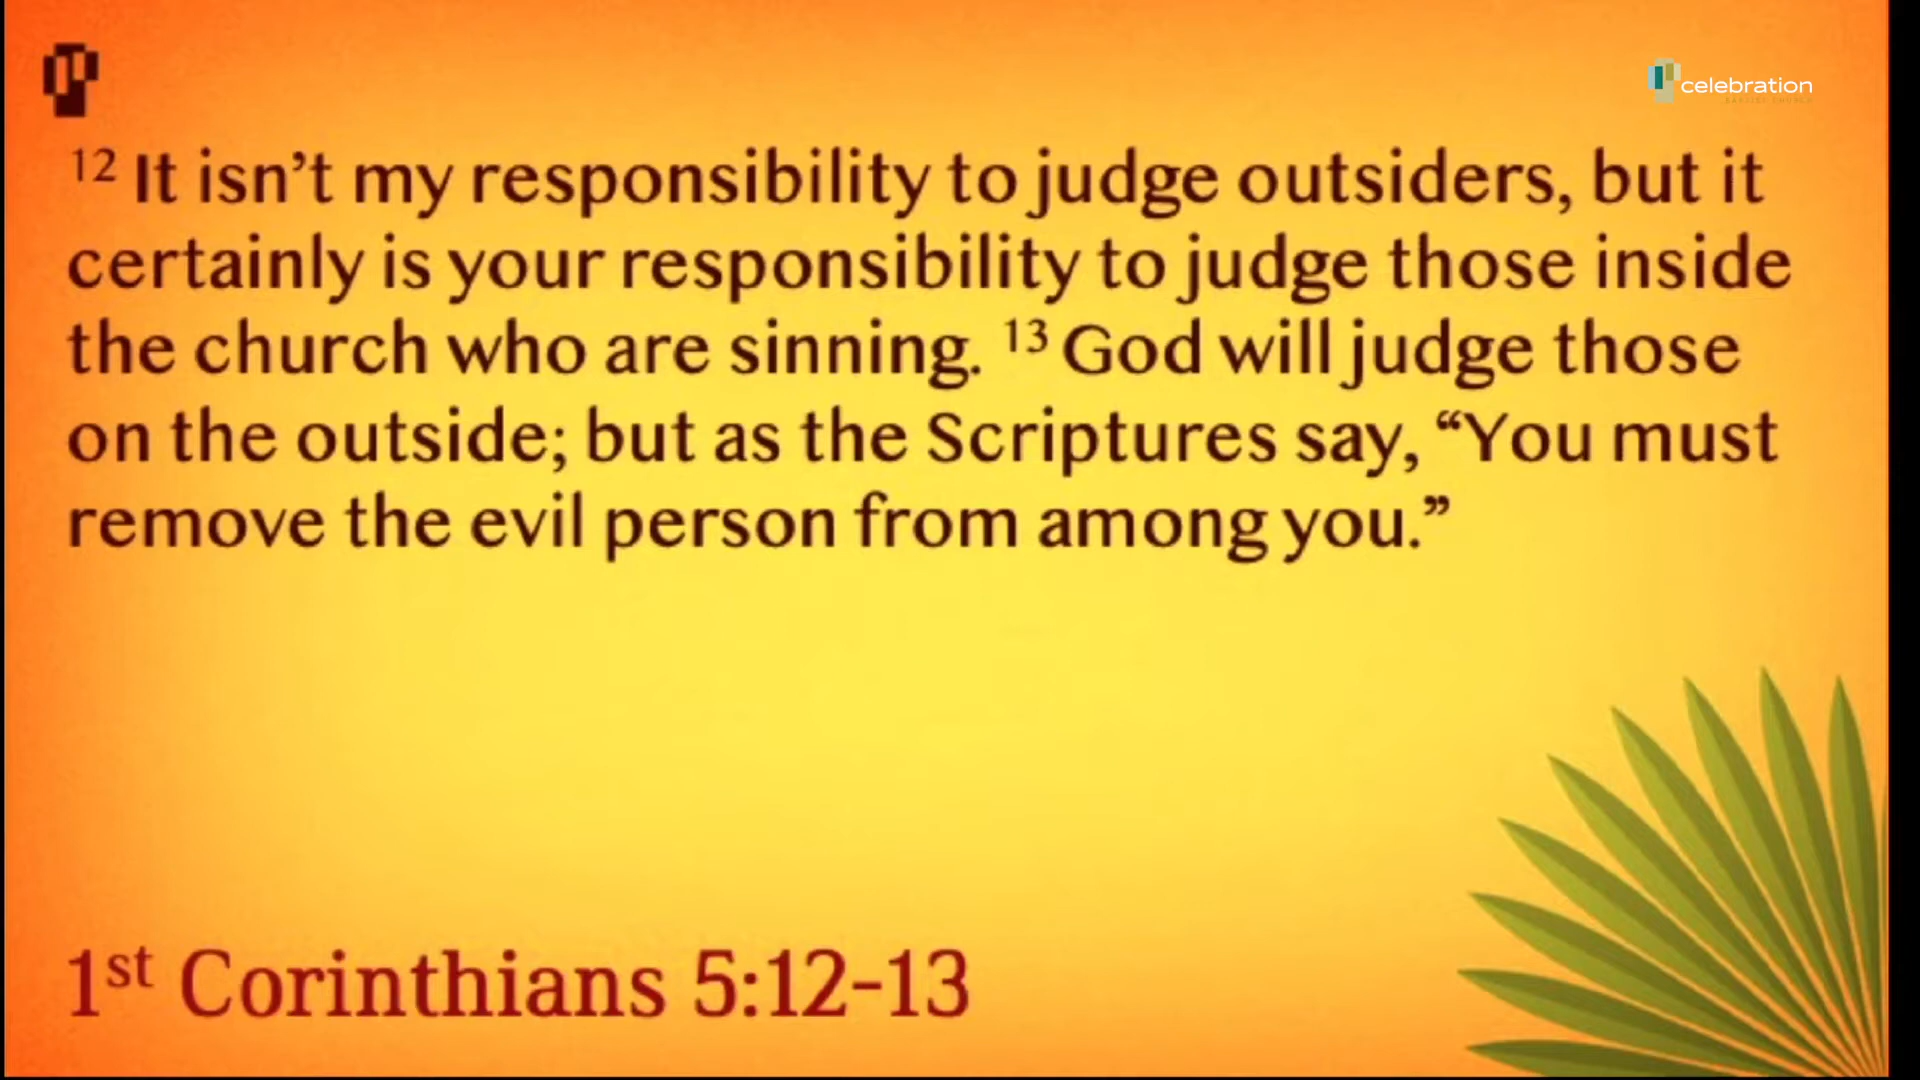 celebration
BAPTIST CHURCH
12 It isn’t my responsibility to judge outsiders, but it
certainly is your responsibility to judge those inside
the church who are sinning. 13 God will judge those
on the outside; but as the Scriptures say, “You must
remove the evil person from among you.”
1st Corinthians 5:12-13